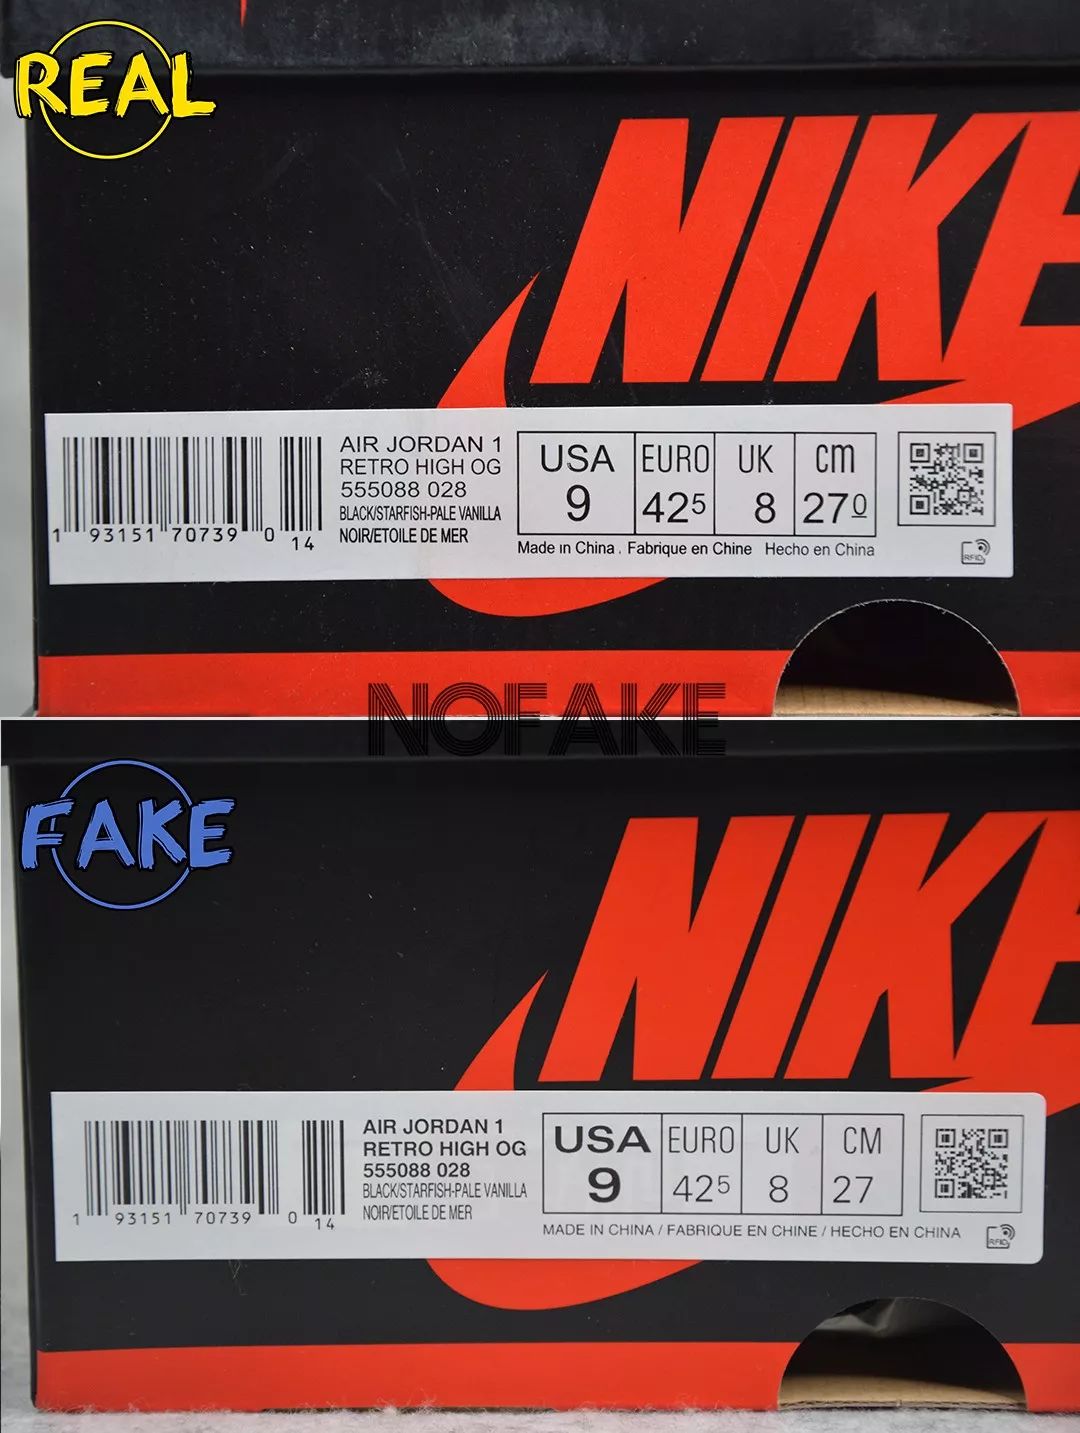 REAL
NIKE
AIR JORDAN 1
RETRO HIGH OG
555088 028
BLACK/STARFISH-PALE VANILLA
NOIR/ETOILE DE MER
1 93151 70739 0 14
USA EURO UK cm
9 425 8 270
Made in China . Fabrique en Chine Hecho en China
RFID
NOFAKE
FAKE
NIKE
AIR JORDAN 1
RETRO HIGH OG
555088 028
BLACK/STARFISH-PALE VANILLA
NOIR/ETOILE DE MER
1 93151 70739 0 14
USA EURO UK CM
9 425 8 27
MADE IN CHINA / FABRIQUE EN CHINE / HECHO EN CHINA
RFID